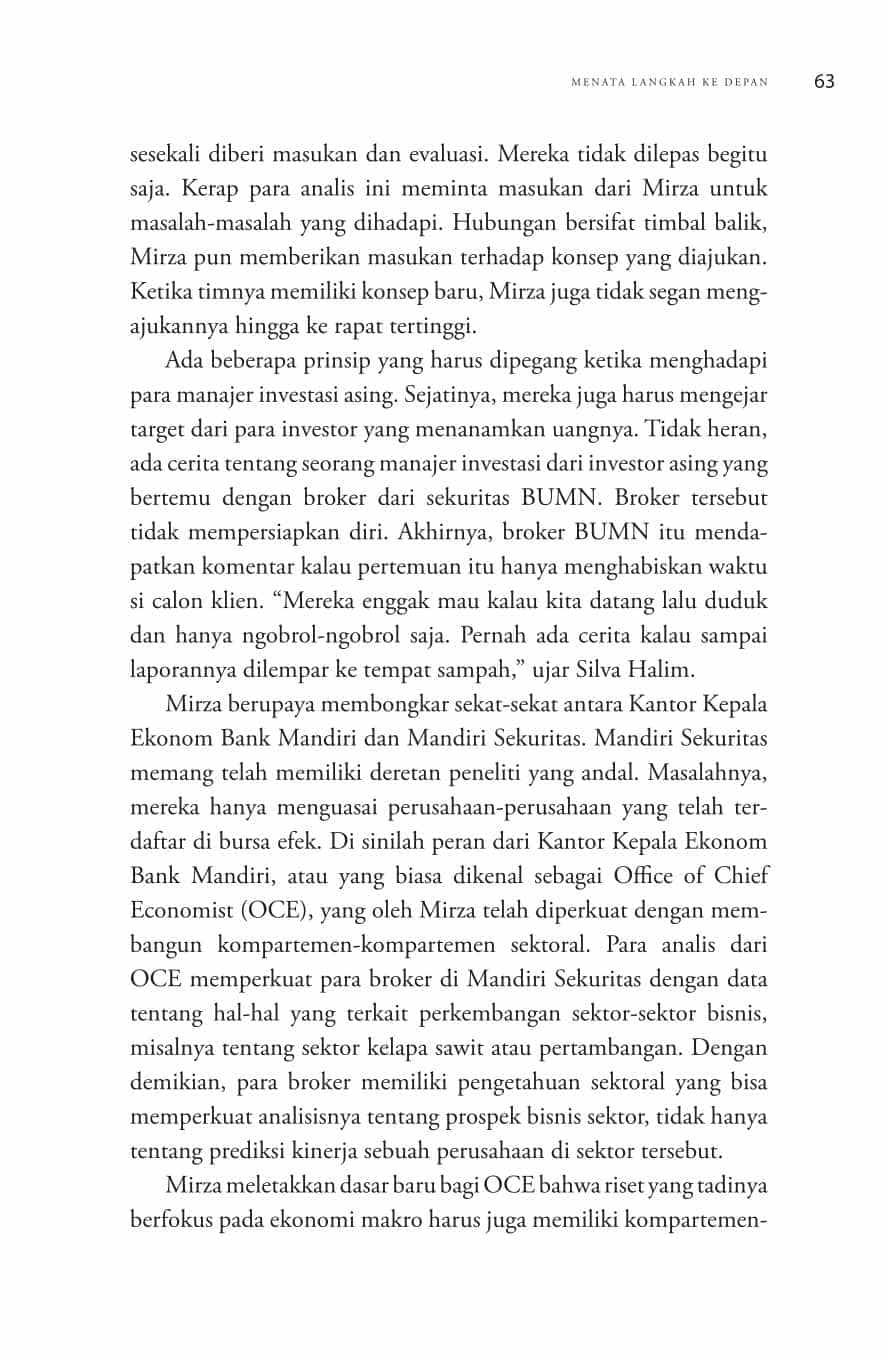 MENATA LANGKAH KE DEPAN 63
sesekali diberi masukan dan evaluasi. Mereka tidak dilepas begitu
saja. Kerap para analis ini meminta masukan dari Mirza untuk
masalah-masalah yang dihadapi. Hubungan bersifat timbal balik,
Mirza pun memberikan masukan terhadap konsep yang diajukan.
Ketika timnya memiliki konsep baru, Mirza juga tidak segan meng-
ajukannya hingga ke rapat tertinggi.
Ada beberapa prinsip yang harus dipegang ketika menghadapi
para manajer investasi asing. Sejatinya, mereka juga harus mengejar
target dari para investor yang menanamkan uangnya. Tidak heran,
ada cerita tentang seorang manajer investasi dari investor asing yang
bertemu dengan broker dari sekuritas BUMN. Broker tersebut
tidak mempersiapkan diri. Akhirnya, broker BUMN itu menda-
patkan komentar kalau pertemuan itu hanya menghabiskan waktu
si calon klien. “Mereka enggak mau kalau kita datang lalu duduk
dan hanya ngobrol-ngobrol saja. Pernah ada cerita kalau sampai
laporannya dilempar ke tempat sampah,” ujar Silva Halim.
Mirza berupaya membongkar sekat-sekat antara Kantor Kepala
Ekonom Bank Mandiri dan Mandiri Sekuritas. Mandiri Sekuritas
memang telah memiliki deretan peneliti yang andal. Masalahnya,
mereka hanya menguasai perusahaan-perusahaan yang telah ter-
daftar di bursa efek. Di sinilah peran dari Kantor Kepala Ekonom
Bank Mandiri, atau yang biasa dikenal sebagai Office of Chief
Economist (OCE), yang oleh Mirza telah diperkuat dengan mem-
bangun kompartemen-kompartemen sektoral. Para analis dari
OCE memperkuat para broker di Mandiri Sekuritas dengan data
tentang hal-hal yang terkait perkembangan sektor-sektor bisnis,
misalnya tentang sektor kelapa sawit atau pertambangan. Dengan
demikian, para broker memiliki pengetahuan sektoral yang bisa
memperkuat analisisnya tentang prospek bisnis sektor, tidak hanya
tentang prediksi kinerja sebuah perusahaan di sektor tersebut.
Mirza meletakkan dasar baru bagi OCE bahwa riset yang tadinya
berfokus pada ekonomi makro harus juga memiliki kompartemen-